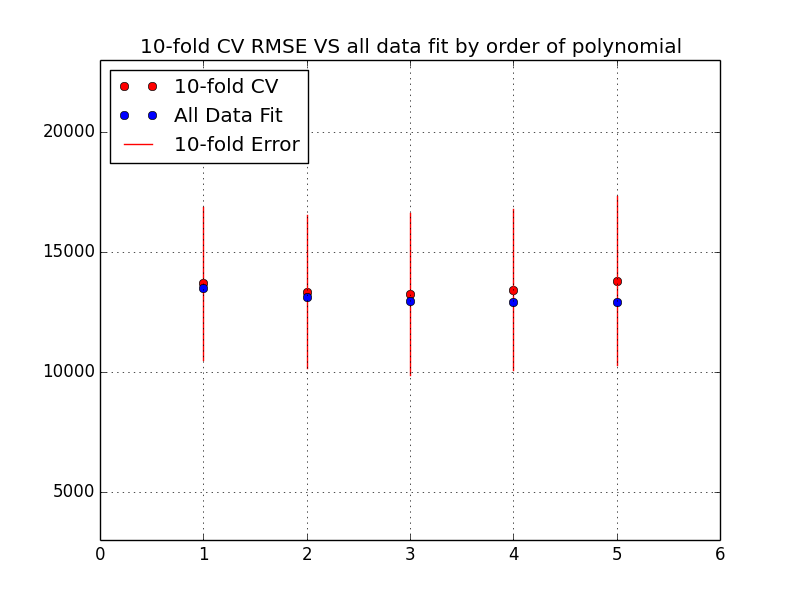 10-fold CV RMSE VS all data fit by order of polynomial
10-fold CV
All Data Fit
10-fold Error
20000
15000
10000
5000
0 1 2 3 4 5 6